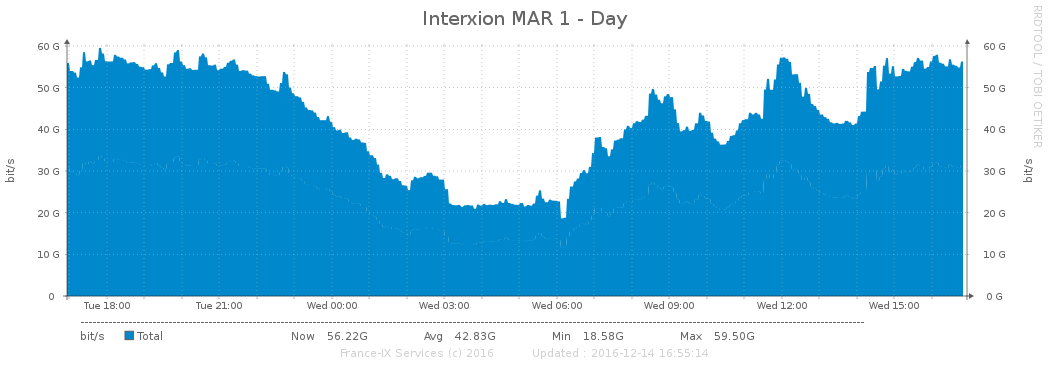 Interxion MAR 1 - Day
RRDTOOL / TOBI OETIKER
bit/s
60 G 60 G
50 G 50 G
40 G 40 G
30 G 30 G
20 G 20 G
10 G 10 G
0 0 G
bit/s
Tue 18:00 Tue 21:00 Wed 00:00 Wed 03:00 Wed 06:00 Wed 09:00 Wed 12:00 Wed 15:00
bit/s Total Now 56.22G Avg 42.83G Min 18.58G Max 59.50G
France-IX Services (c) 2016 Updated : 2016-12-14 16:55:14